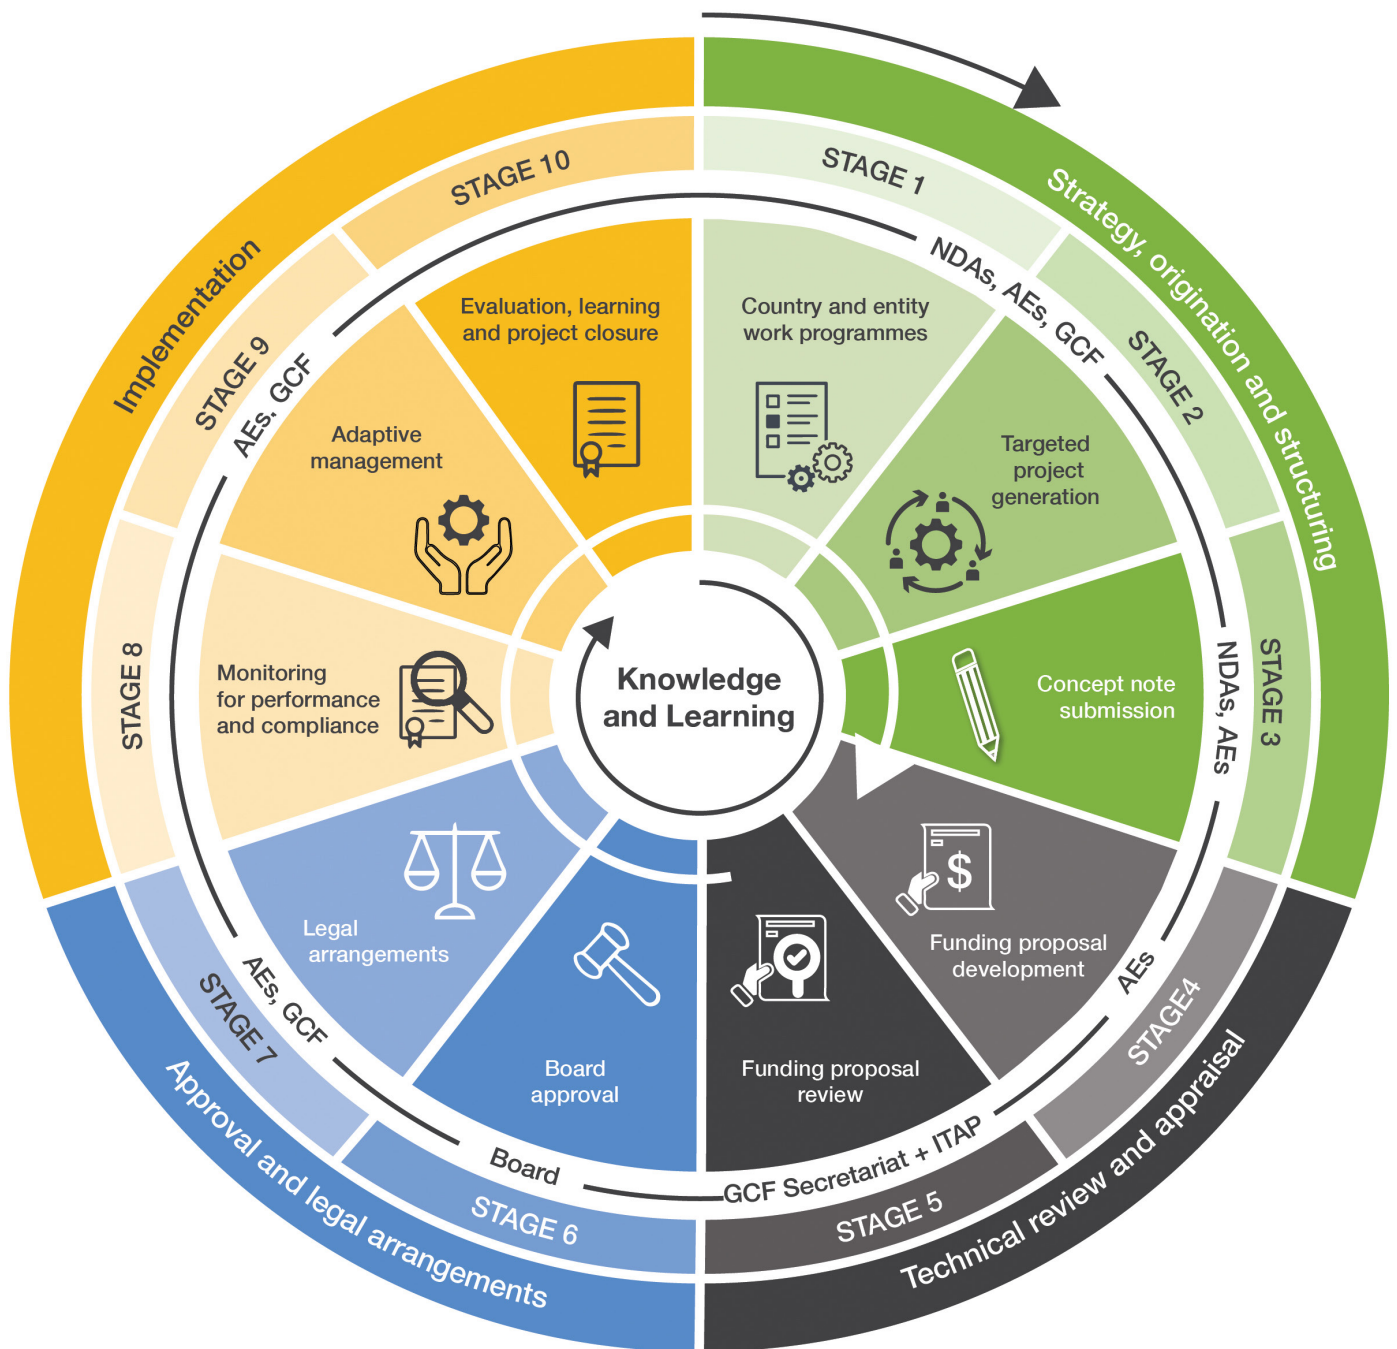 Strategy, origination and structuring
STAGE 1
STAGE 2
NDAs, AEs, GCF
Country and entity
work programmes
Targeted
project
generation
STAGE 3
NDAs, AEs
Concept note
submission
Technical review and appraisal
STAGE4
AEs
Funding proposal
development
STAGE 5
GCF Secretariat + ITAP
Funding proposal
review
Approval and legal arrangements
STAGE 6
Board
Board
approval
STAGE 7
AEs, GCF
Legal
arrangements
Implementation
STAGE 8
Monitoring
for performance
and compliance
STAGE 9
AEs. GCF
Adaptive
management
STAGE 10
Evaluation, learning
and project closure
$
Knowledge
and Learning